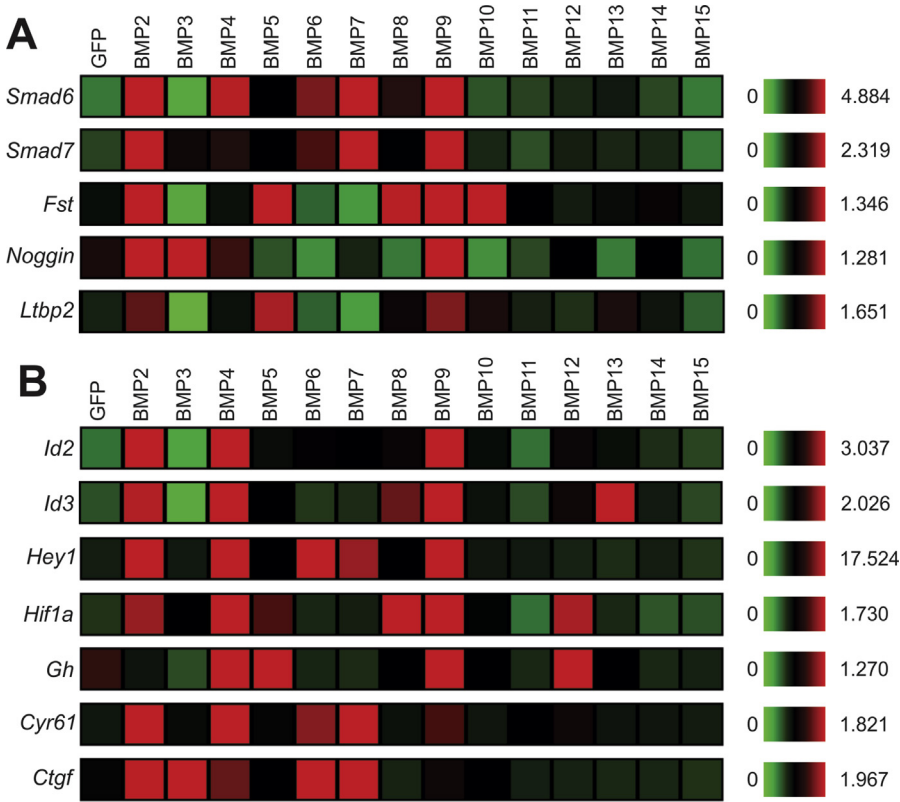 A
GFP BMP2 BMP3 BMP4 BMP5 BMP6 BMP7 BMP8 BMP9 BMP10 BMP11 BMP12 BMP13 BMP14 BMP15
Smad6 0 4.884
Smad7 0 2.319
Fst 0 1.346
Noggin 0 1.281
Ltbp2 0 1.651
B
GFP BMP2 BMP3 BMP4 BMP5 BMP6 BMP7 BMP8 BMP9 BMP10 BMP11 BMP12 BMP13 BMP14 BMP15
Id2 0 3.037
Id3 0 2.026
Hey1 0 17.524
Hif1a 0 1.730
Gh 0 1.270
Cyr61 0 1.821
Ctgf 0 1.967